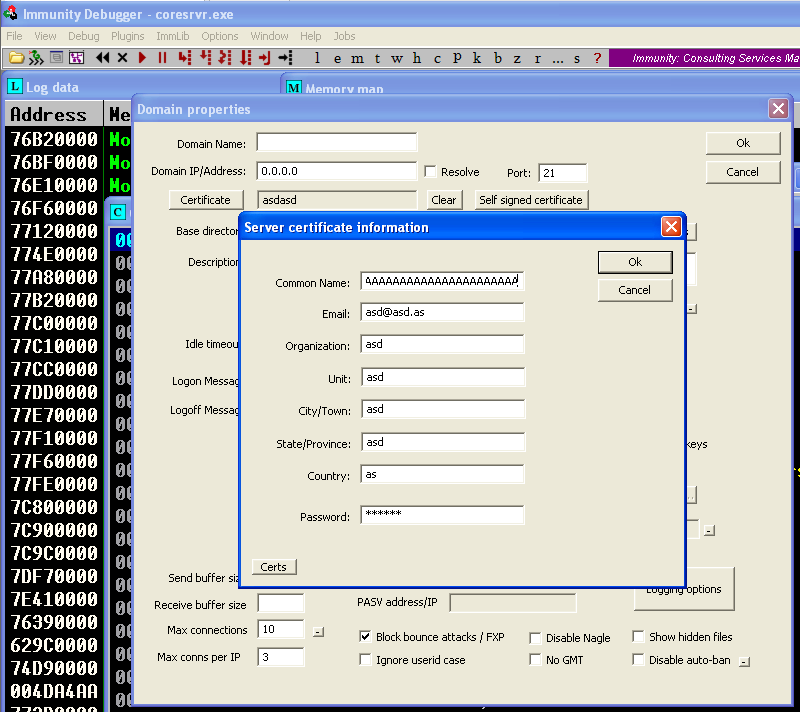 Immunity Debugger - coresrvr.exe
File View Debug Plugins ImmLib Options Window Help Jobs
l e m t w h c P k b z r ... s ? Immunity: Consulting Services Ma
L Log data
M Memory map
Address Me
Domain properties
76B20000 Mo
76BF0000 Mo
76E10000 Mo
76F60000
77120000
774E0000
77A80000
77B20000
77C00000
77C10000
77CC0000
77DD0000
77E70000
77F10000
77F60000
77FE0000
7C800000
7C900000
7C9C0000
7DF70000
7E410000
76390000
629C0000
74D90000
004DA4AA
C
Domain Name:
Ok
Domain IP/Address: 0.0.0.0 Resolve Port: 21
Cancel
Certificate asdasd Clear Self signed certificate
Base director
Description
Idle timeou
Logon Messag
Logoff Messag
keys
Server certificate information
Ok
Cancel
Common Name: AAAAAAAAAAAAAAAAAAAAAA
Email: asd@asd.as
Organization: asd
Unit: asd
City/Town: asd
State/Province: asd
Country: as
Password: ******
Certs
Send buffer siz
Logging options
Receive buffer size PASV address/IP
Max connections 10 -
Block bounce attacks / FXP Disable Nagle Show hidden files
Max conns per IP 3
Ignore userid case No GMT Disable auto-ban -